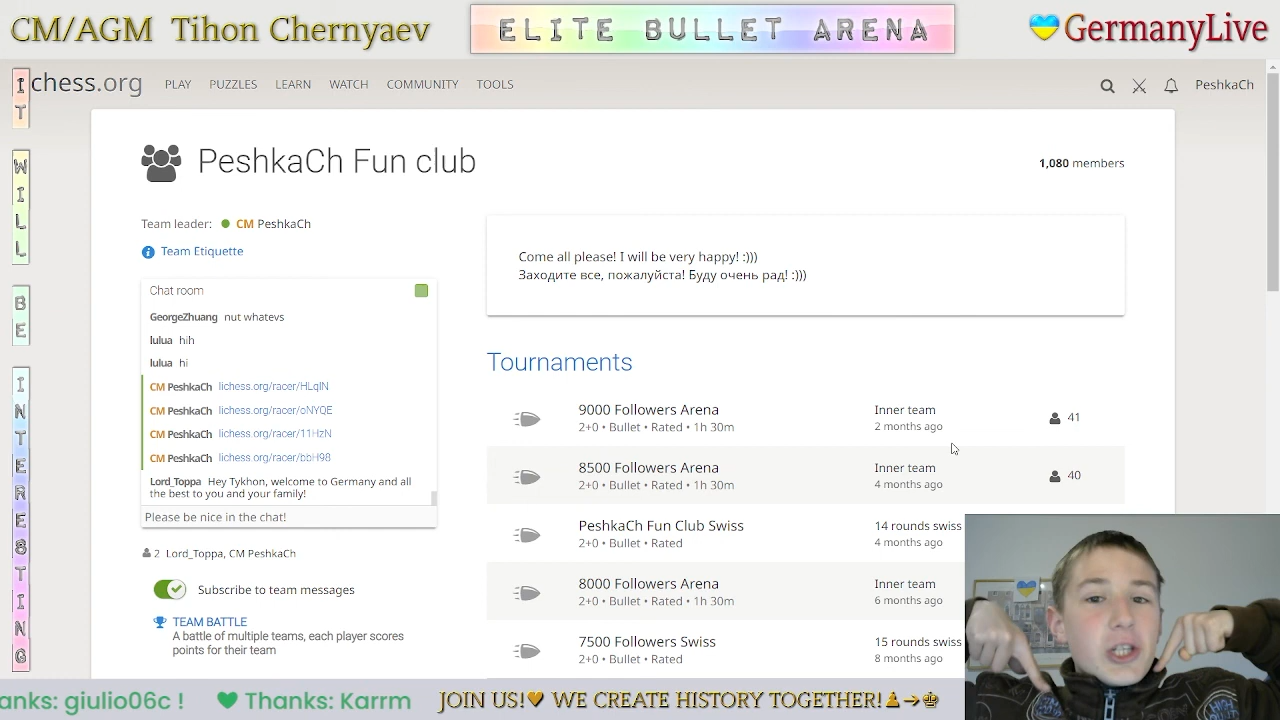 CM/AGM Tihon Chernyaev
ELITE BULLET ARENA
GermanyLive
IT WILL BE INTERESTING
chess.org
PLAY PUZZLES LEARN WATCH COMMUNITY TOOLS
PeshkaCh
PeshkaCh Fun club
1,080 members
Team leader: CM PeshkaCh
Team Etiquette
Chat room
GeorgeZhuang nut whatevs
lulua hih
lulua hi
CM PeshkaCh lichess.org/racer/HLqlN
CM PeshkaCh lichess.org/racer/oNYQE
CM PeshkaCh lichess.org/racer/11HzN
CM PeshkaCh lichess.org/racer/bbH98
Lord_Toppa Hey Tykhon, welcome to Germany and
all the best to you and your family!
Please be nice in the chat!
2 Lord_Toppa, CM PeshkaCh
Subscribe to team messages
TEAM BATTLE
A battle of multiple teams, each player scores
points for their team
Come all please! I will be very happy! :)))
Заходите все, пожалуйста! Буду очень рад! :)))
Tournaments
9000 Followers Arena Inner team
2+0 • Bullet • Rated • 1h 30m 2 months ago 41
8500 Followers Arena Inner team
2+0 • Bullet • Rated • 1h 30m 4 months ago 40
PeshkaCh Fun Club Swiss 14 rounds swiss
2+0 • Bullet • Rated 4 months ago
8000 Followers Arena Inner team
2+0 • Bullet • Rated • 1h 30m 6 months ago
7500 Followers Swiss 15 rounds swiss
2+0 • Bullet • Rated 8 months ago
anks: giulio06c ! Thanks: Karrm JOIN US! WE CREATE HISTORY TOGETHER!